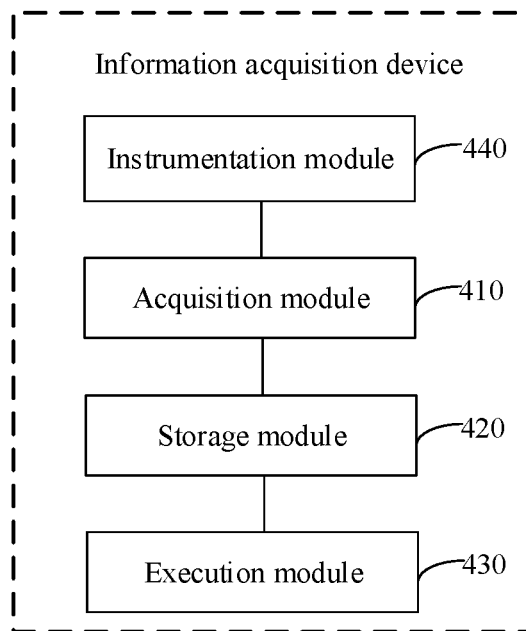 Information acquisition device
Instrumentation module
440
Acquisition module
410
Storage module
420
Execution module
430